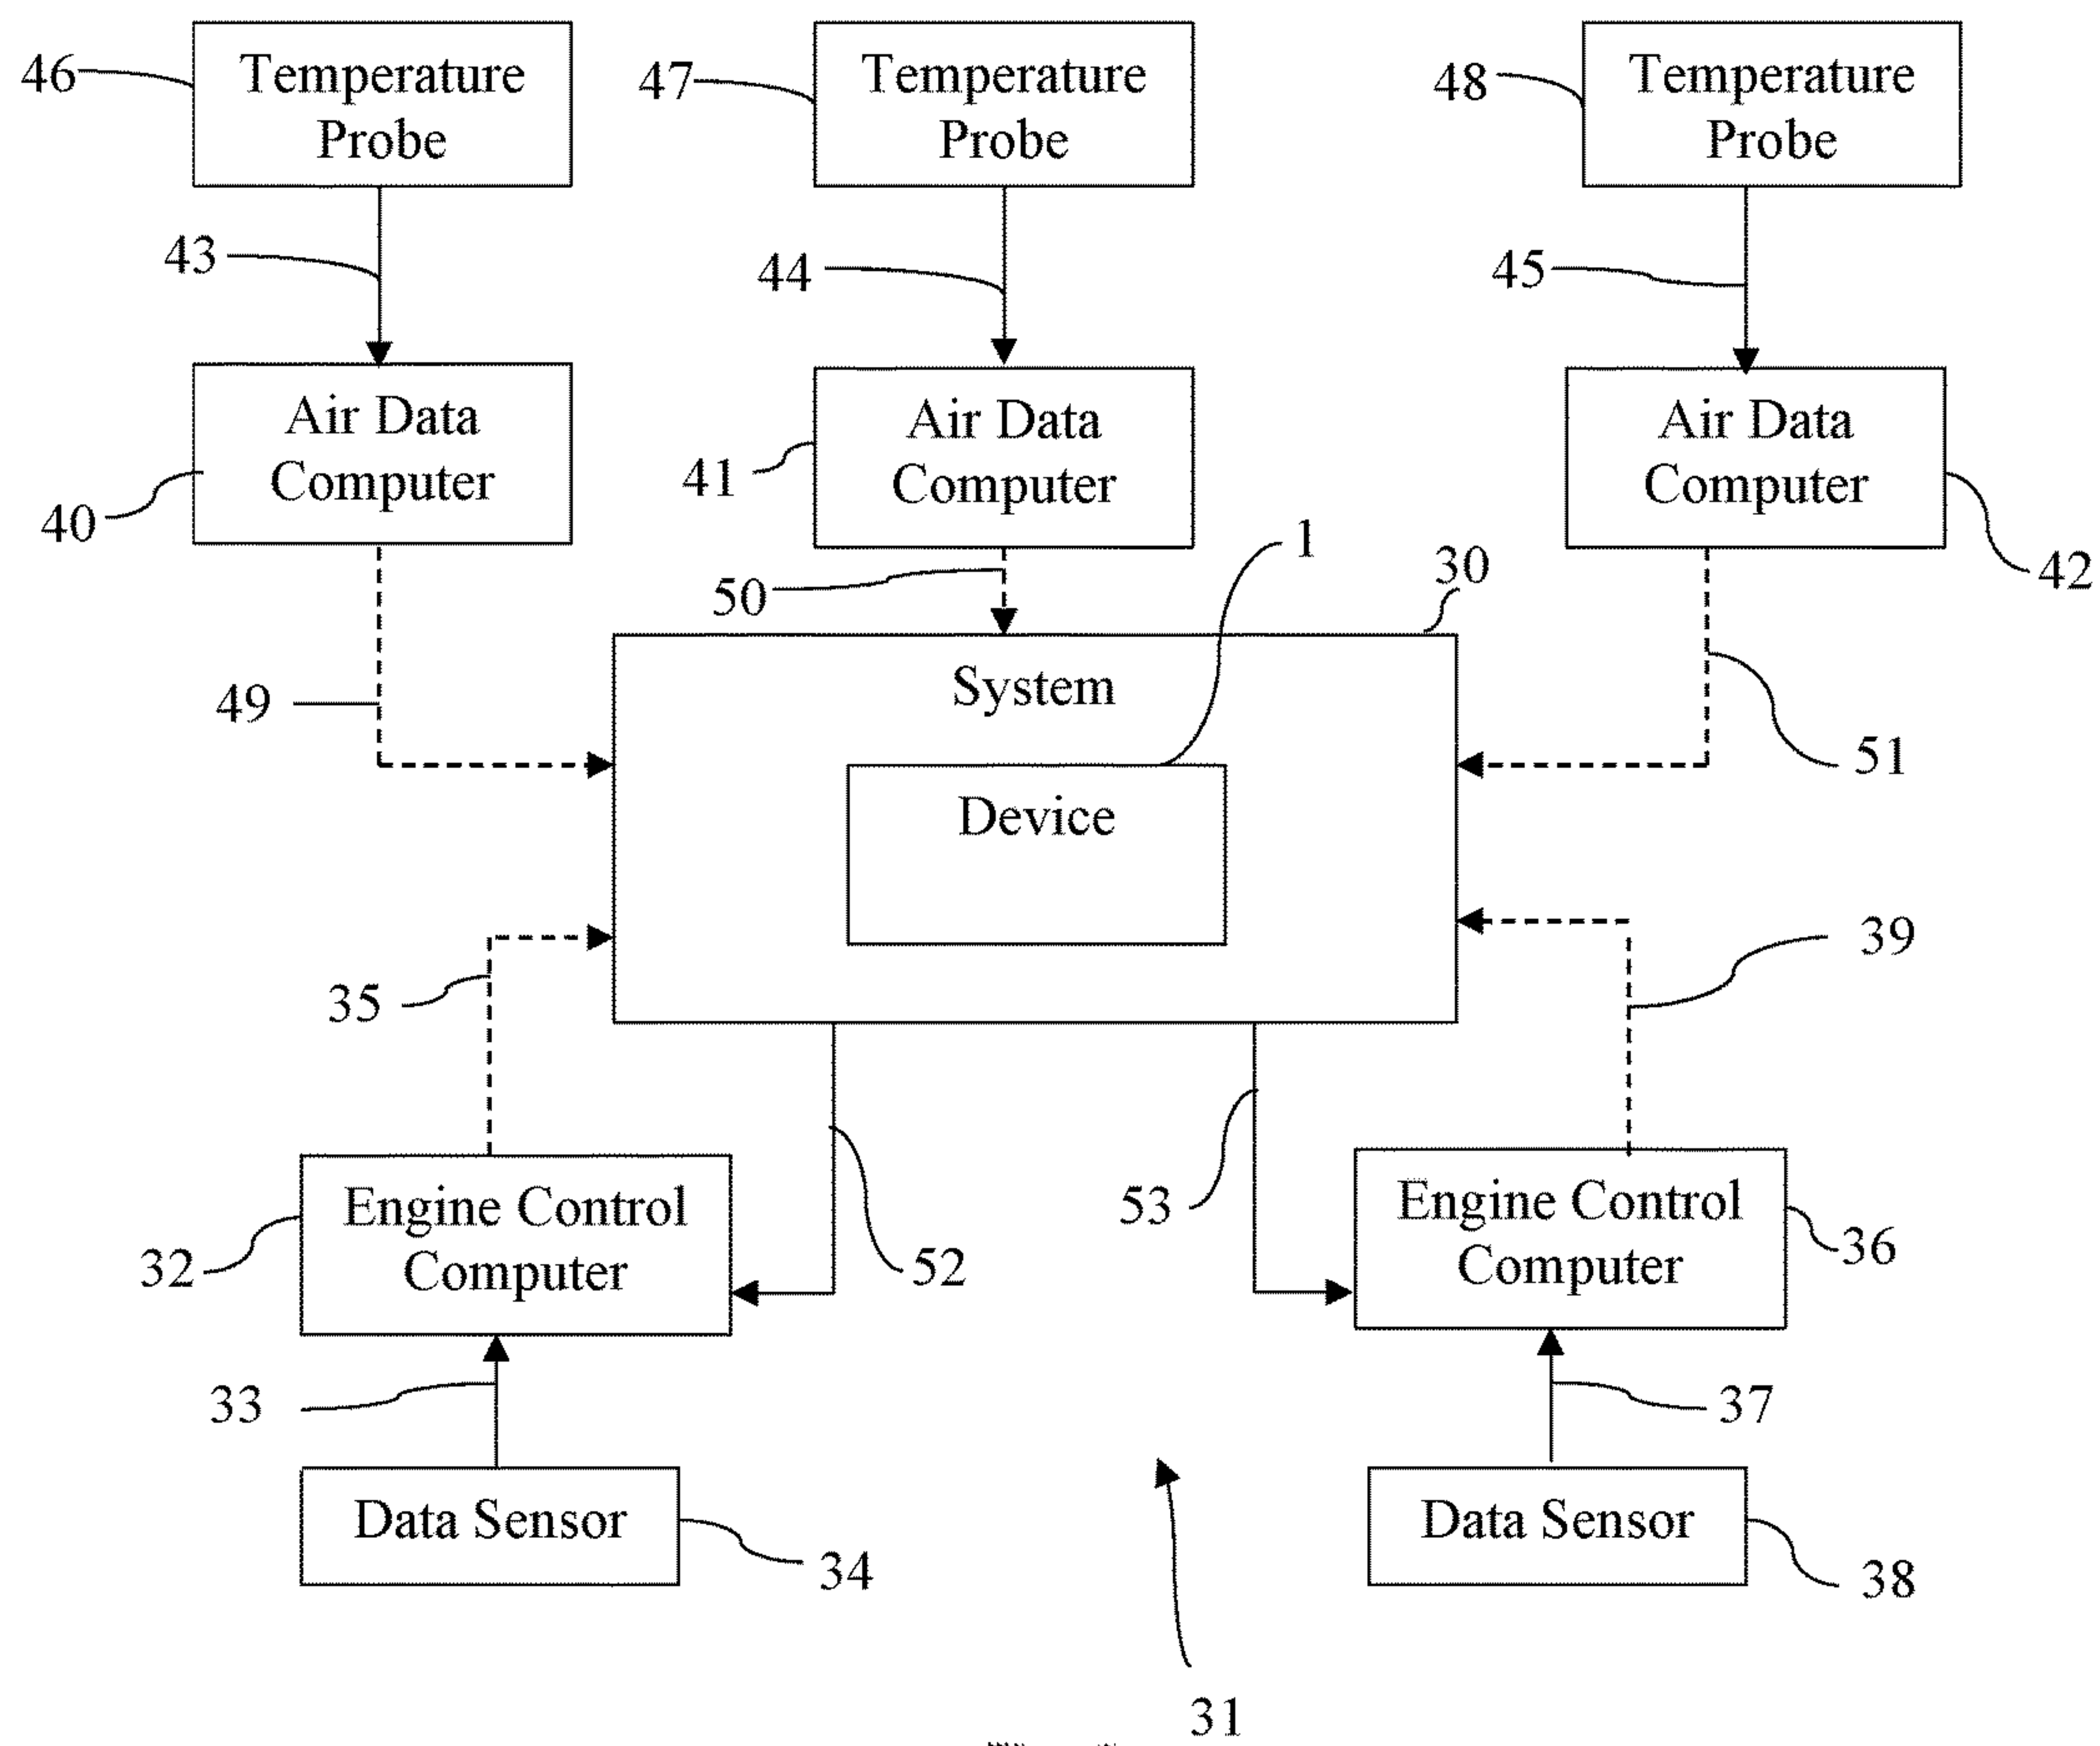 46
Temperature
Probe
47
Temperature
Probe
48
Temperature
Probe
43
44
45
Air Data
Computer
40
Air Data
Computer
41
Air Data
Computer
42
50
1
30
49
System
51
Device
35
39
Engine Control
Computer
32
52
53
Engine Control
Computer
36
33
37
Data Sensor
34
Data Sensor
38
31